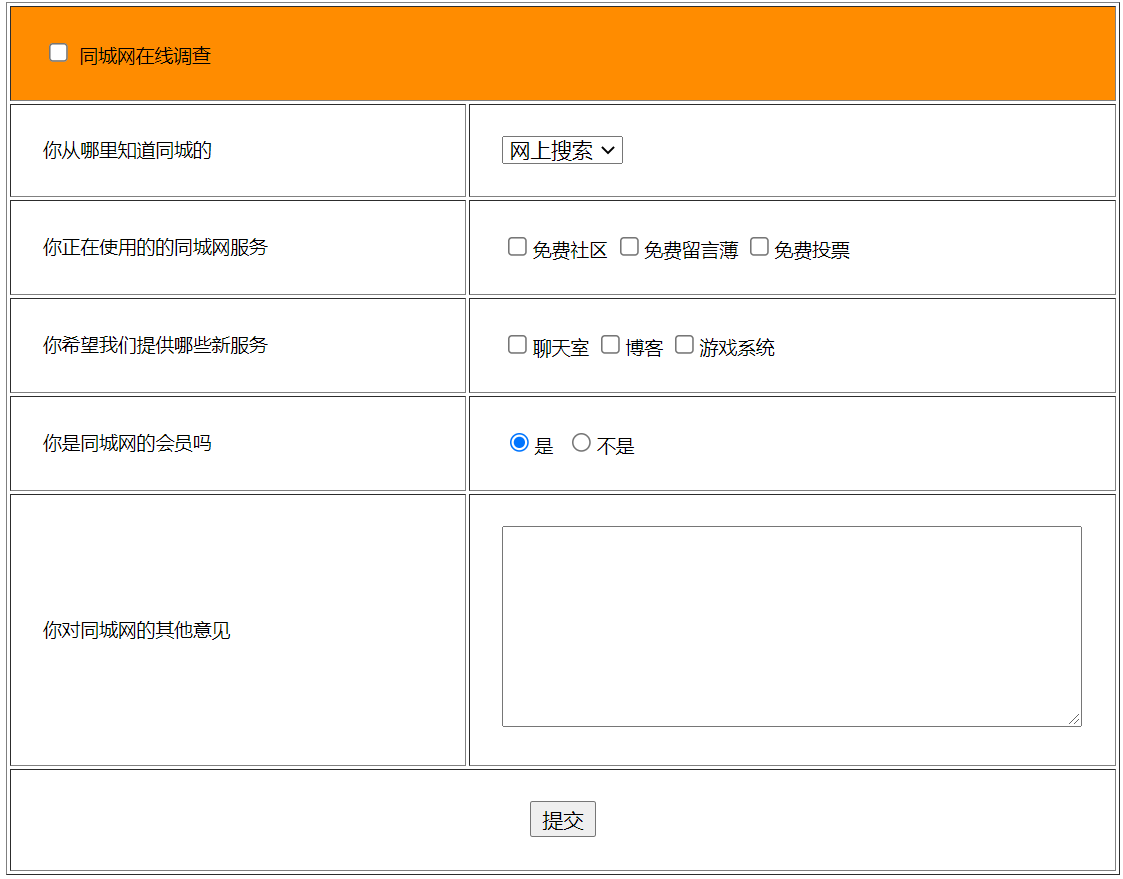 同城网在线调查
你从哪里知道同城的 网上搜索
你正在使用的的同城网服务 免费社区 免费留言薄 免费投票
你希望我们提供哪些新服务 聊天室 博客 游戏系统
你是同城网的会员吗 是 不是
你对同城网的其他意见
提交